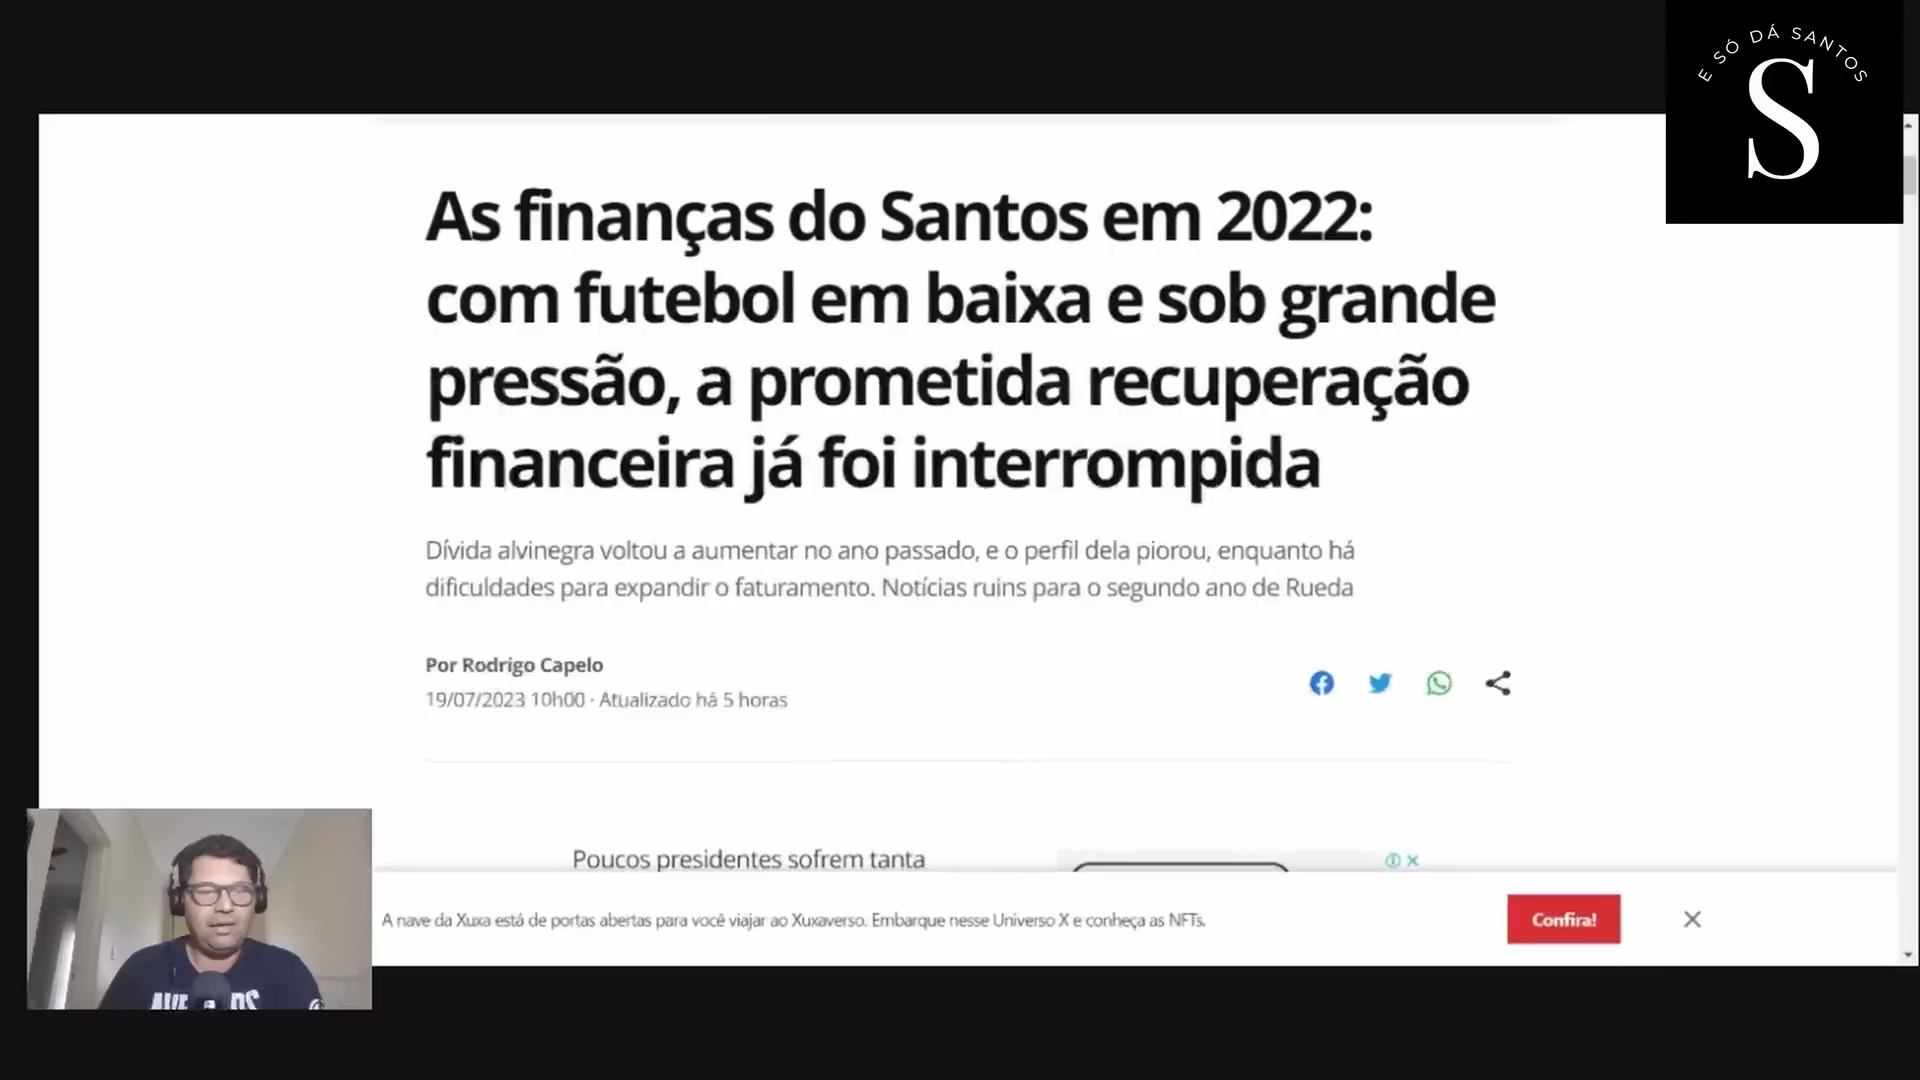 E SÓ DÁ SANTOS
S
As finanças do Santos em 2022:
com futebol em baixa e sob grande
pressão, a prometida recuperação
financeira já foi interrompida
Dívida alvinegra voltou a aumentar no ano passado, e o perfil dela piorou, enquanto há
dificuldades para expandir o faturamento. Notícias ruins para o segundo ano de Rueda
Por Rodrigo Capelo
19/07/2023 10h00 · Atualizado há 5 horas
Poucos presidentes sofrem tanta
A nave da Xuxa está de portas abertas para você viajar ao Xuxaverso. Embarque nesse Universo X e conheça as NFTs.
Confira!